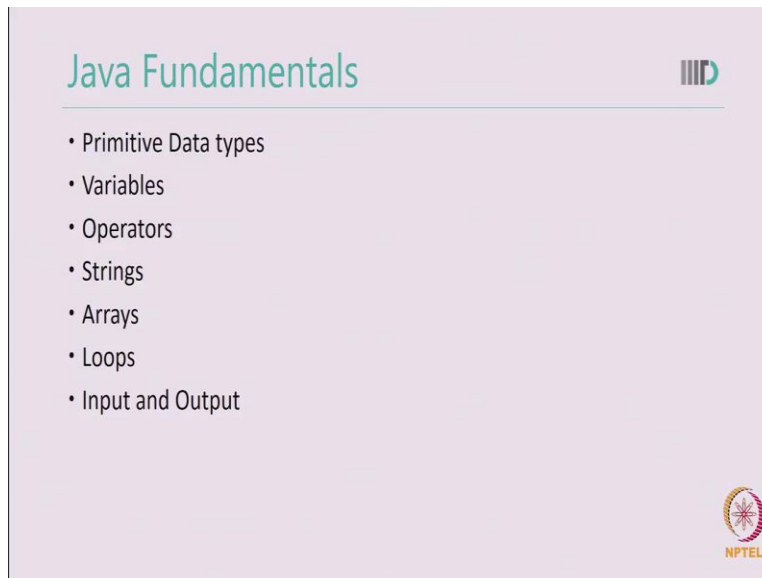 Java Fundamentals
• Primitive Data types
• Variables
• Operators
• Strings
• Arrays
• Loops
• Input and Output
NPTEL